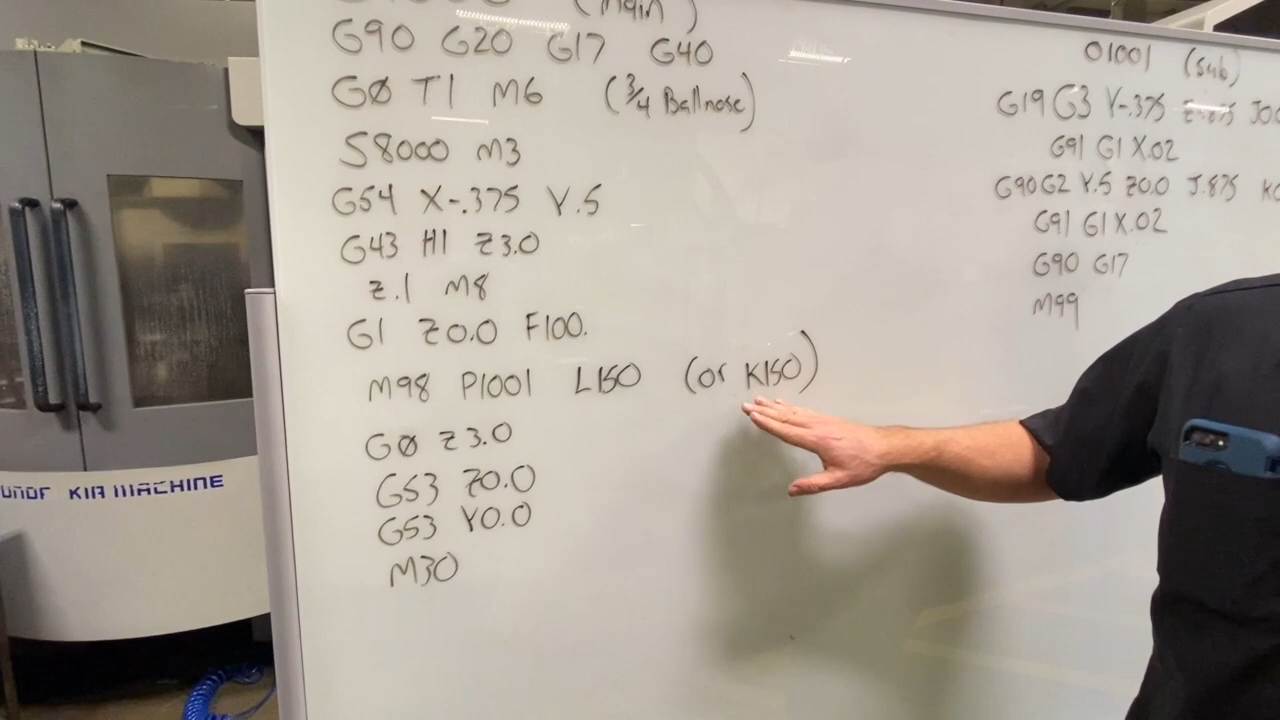 (Main)
G90 G20 G17 G40
GØ T1 M6 (3/4 Ballnose)
S8000 M3
G54 X-.375 Y.5
G43 H1 Z3.0
Z.1 M8
G1 Z0.0 F100.
M98 P1001 L150 (or K150)
GØ Z3.0
G53 Z0.0
G53 Y0.0
M30
O1001 (sub)
G19 G3 Y-.375 Z-.875
G91 G1 X.02
G90 G2 Y.5 Z0.0 J.875
G91 G1 X.02
G90 G17
M99
KIA MACHINE